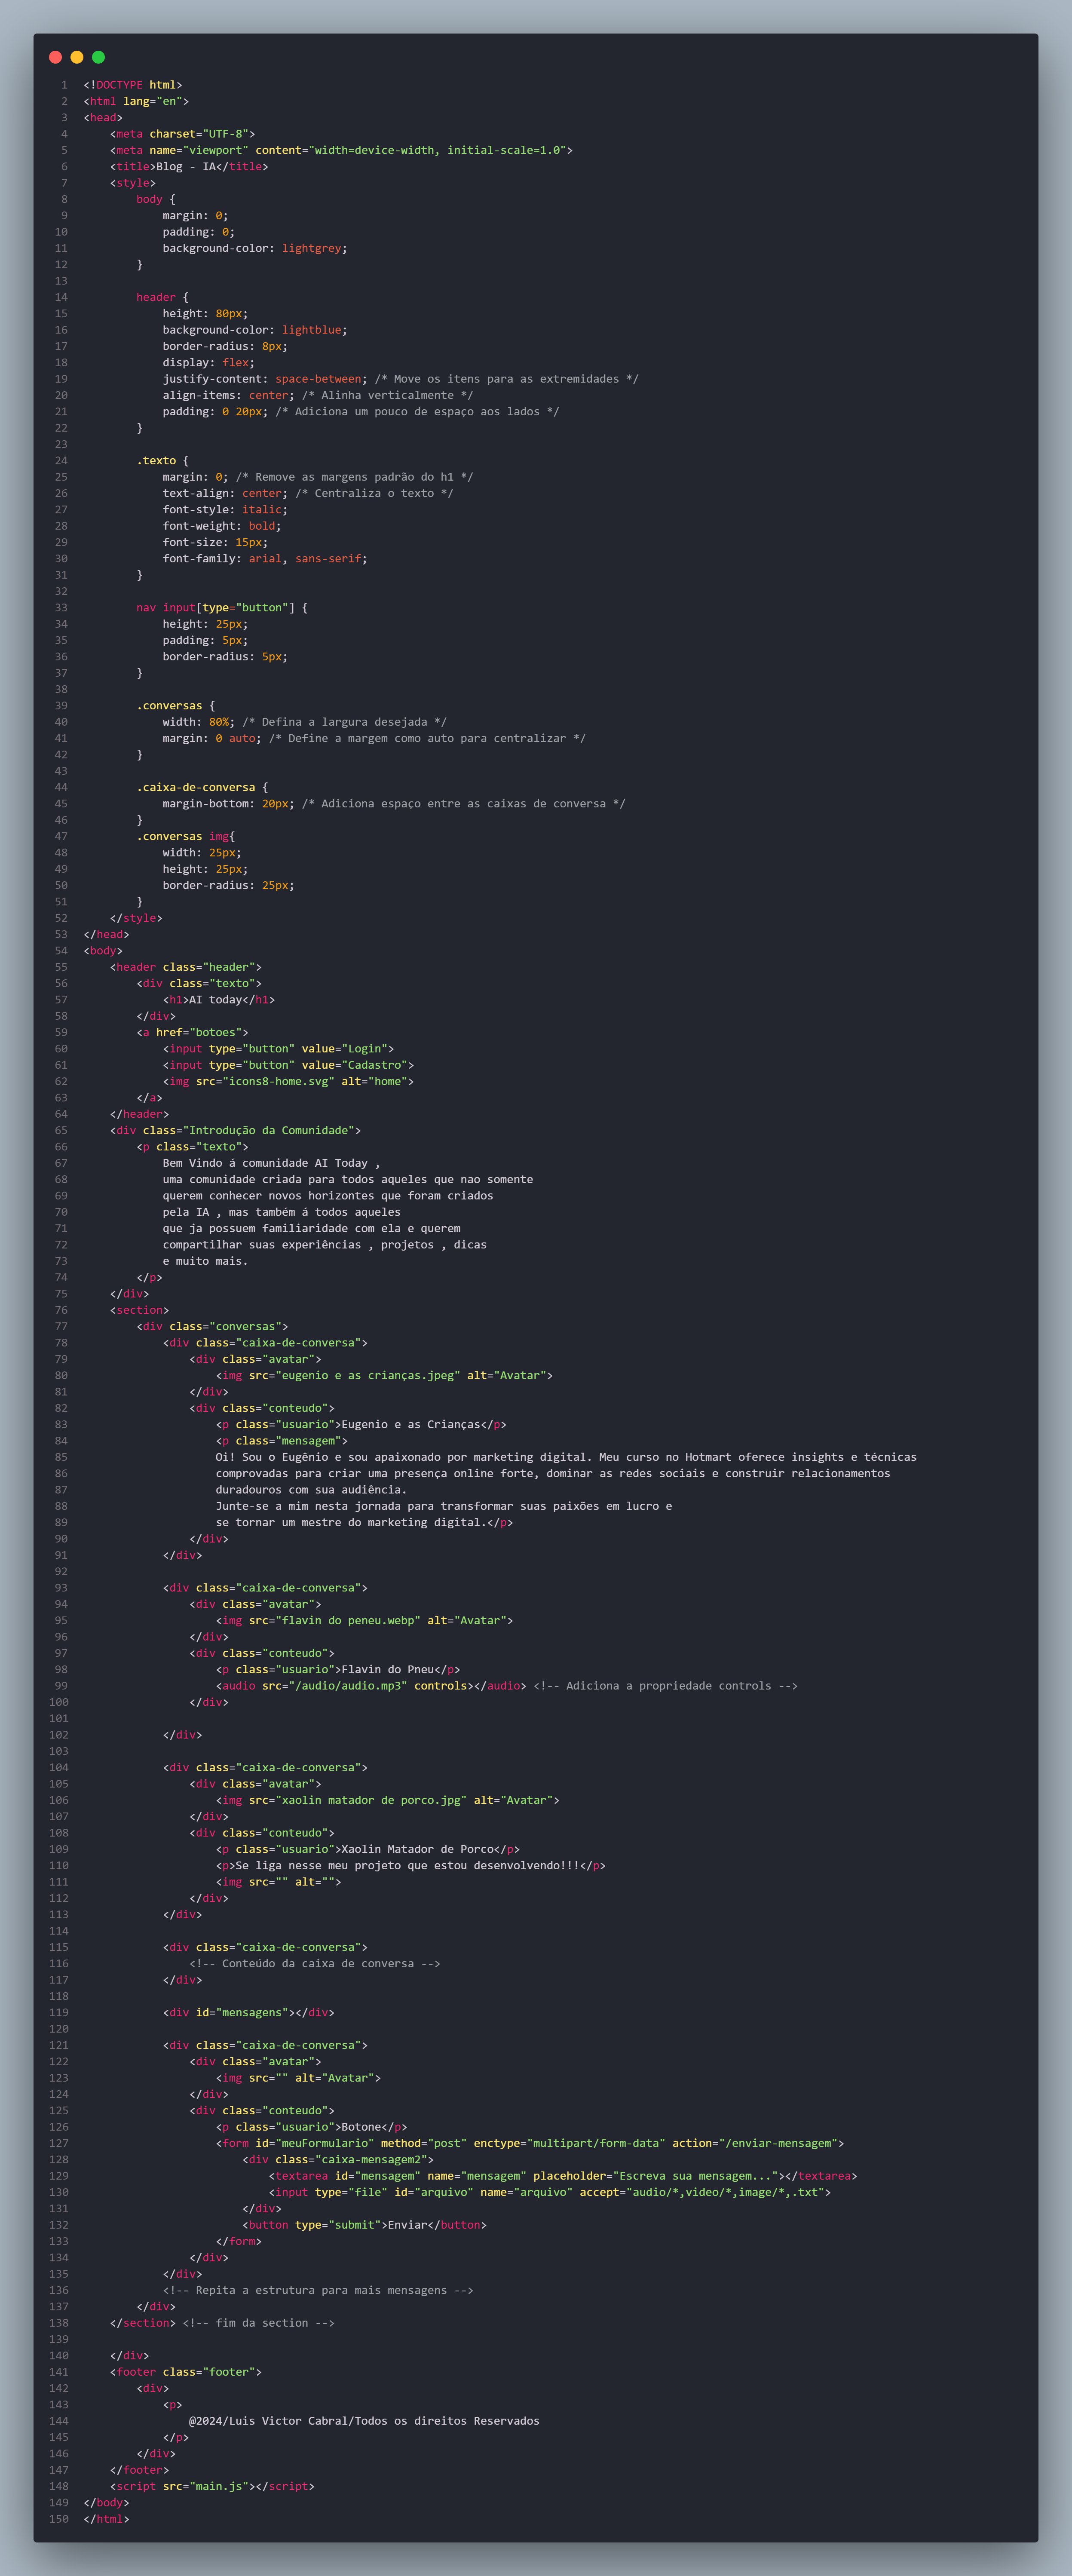 1 <!DOCTYPE html>
2 <html lang="en">
3 <head>
4     <meta charset="UTF-8">
5     <meta name="viewport" content="width=device-width, initial-scale=1.0">
6     <title>Blog - IA</title>
7     <style>
8         body {
9             margin: 0;
10             padding: 0;
11             background-color: lightgrey;
12         }
13
14         header {
15             height: 80px;
16             background-color: lightblue;
17             border-radius: 8px;
18             display: flex;
19             justify-content: space-between; /* Move os itens para as extremidades */
20             align-items: center; /* Alinha verticalmente */
21             padding: 0 20px; /* Adiciona um pouco de espaço aos lados */
22         }
23
24         .texto {
25             margin: 0; /* Remove as margens padrão do h1 */
26             text-align: center; /* Centraliza o texto */
27             font-style: italic;
28             font-weight: bold;
29             font-size: 15px;
30             font-family: arial, sans-serif;
31         }
32
33         nav input[type="button"] {
34             height: 25px;
35             padding: 5px;
36             border-radius: 5px;
37         }
38
39         .conversas {
40             width: 80%; /* Defina a largura desejada */
41             margin: 0 auto; /* Define a margem como auto para centralizar */
42         }
43
44         .caixa-de-conversa {
45             margin-bottom: 20px; /* Adiciona espaço entre as caixas de conversa */
46         }
47         .conversas img{
48             width: 25px;
49             height: 25px;
50             border-radius: 25px;
51         }
52     </style>
53 </head>
54 <body>
55     <header class="header">
56         <div class="texto">
57             <h1>AI today</h1>
58         </div>
59         <a href="botoes">
60             <input type="button" value="Login">
61             <input type="button" value="Cadastro">
62             <img src="icons8-home.svg" alt="home">
63         </a>
64     </header>
65     <div class="Introdução da Comunidade">
66         <p class="texto">
67             Bem Vindo á comunidade AI Today ,
68             uma comunidade criada para todos aqueles que nao somente
69             querem conhecer novos horizontes que foram criados
70             pela IA , mas também á todos aqueles
71             que ja possuem familiaridade com ela e querem
72             compartilhar suas experiências , projetos , dicas
73             e muito mais.
74         </p>
75     </div>
76     <section>
77         <div class="conversas">
78             <div class="caixa-de-conversa">
79                 <div class="avatar">
80                     <img src="eugenio e as crianças.jpeg" alt="Avatar">
81                 </div>
82                 <div class="conteudo">
83                     <p class="usuario">Eugenio e as Crianças</p>
84                     <p class="mensagem">
85                     Oi! Sou o Eugênio e sou apaixonado por marketing digital. Meu curso no Hotmart oferece insights e técnicas
86                     comprovadas para criar uma presença online forte, dominar as redes sociais e construir relacionamentos
87                     duradouros com sua audiência.
88                     Junte-se a mim nesta jornada para transformar suas paixões em lucro e
89                     se tornar um mestre do marketing digital.</p>
90                 </div>
91             </div>
92
93             <div class="caixa-de-conversa">
94                 <div class="avatar">
95                     <img src="flavin do peneu.webp" alt="Avatar">
96                 </div>
97                 <div class="conteudo">
98                     <p class="usuario">Flavin do Pneu</p>
99                     <audio src="/audio/audio.mp3" controls></audio> <!-- Adiciona a propriedade controls -->
100                 </div>
101
102             </div>
103
104             <div class="caixa-de-conversa">
105                 <div class="avatar">
106                     <img src="xaolin matador de porco.jpg" alt="Avatar">
107                 </div>
108                 <div class="conteudo">
109                     <p class="usuario">Xaolin Matador de Porco</p>
110                     <p>Se liga nesse meu projeto que estou desenvolvendo!!!</p>
111                     <img src="" alt="">
112                 </div>
113             </div>
114
115             <div class="caixa-de-conversa">
116                 <!-- Conteúdo da caixa de conversa -->
117             </div>
118
119             <div id="mensagens"></div>
120
121             <div class="caixa-de-conversa">
122                 <div class="avatar">
123                     <img src="" alt="Avatar">
124                 </div>
125                 <div class="conteudo">
126                     <p class="usuario">Botone</p>
127                     <form id="meuFormulario" method="post" enctype="multipart/form-data" action="/enviar-mensagem">
128                         <div class="caixa-mensagem2">
129                             <textarea id="mensagem" name="mensagem" placeholder="Escreva sua mensagem..."></textarea>
130                             <input type="file" id="arquivo" name="arquivo" accept="audio/*,video/*,image/*,.txt">
131                         </div>
132                         <button type="submit">Enviar</button>
133                     </form>
134                 </div>
135             </div>
136             <!-- Repita a estrutura para mais mensagens -->
137         </div>
138     </section> <!-- fim da section -->
139
140     </div>
141     <footer class="footer">
142         <div>
143             <p>
144                 @2024/Luis Victor Cabral/Todos os direitos Reservados
145             </p>
146         </div>
147     </footer>
148     <script src="main.js"></script>
149 </body>
150 </html>